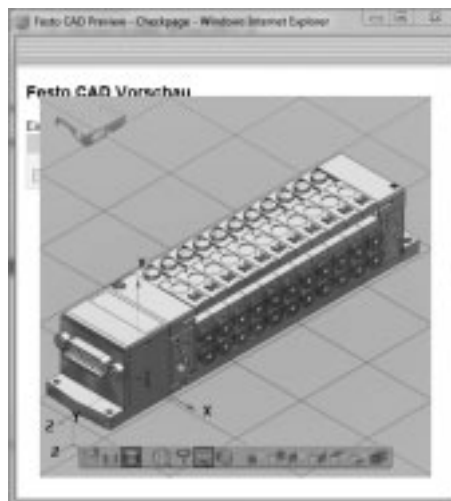 Festo CAD Preview - Checkpage - Windows Internet Explorer
Festo CAD Vorschau
X
Y
Z
Z